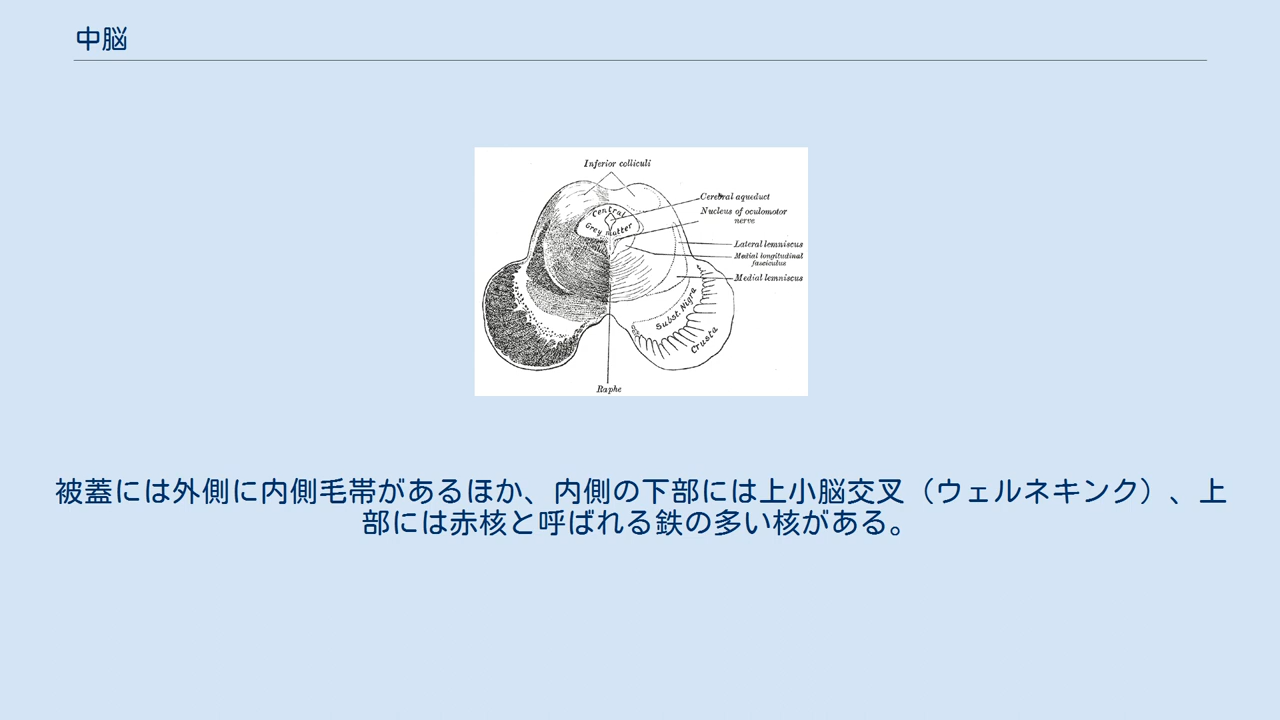 中脳
Inferior colliculi
Cerebral aqueduct
Nucleus of oculomotor
nerve
Central
Grey matter
Lateral lemniscus
Medial longitudinal
fasciculus
Medial lemniscus
Subst. Nigra
Crusta
Raphe
被蓋には外側に内側毛帯があるほか、内側の下部には上小脳交叉（ウェルネキンク）、上
部には赤核と呼ばれる鉄の多い核がある。